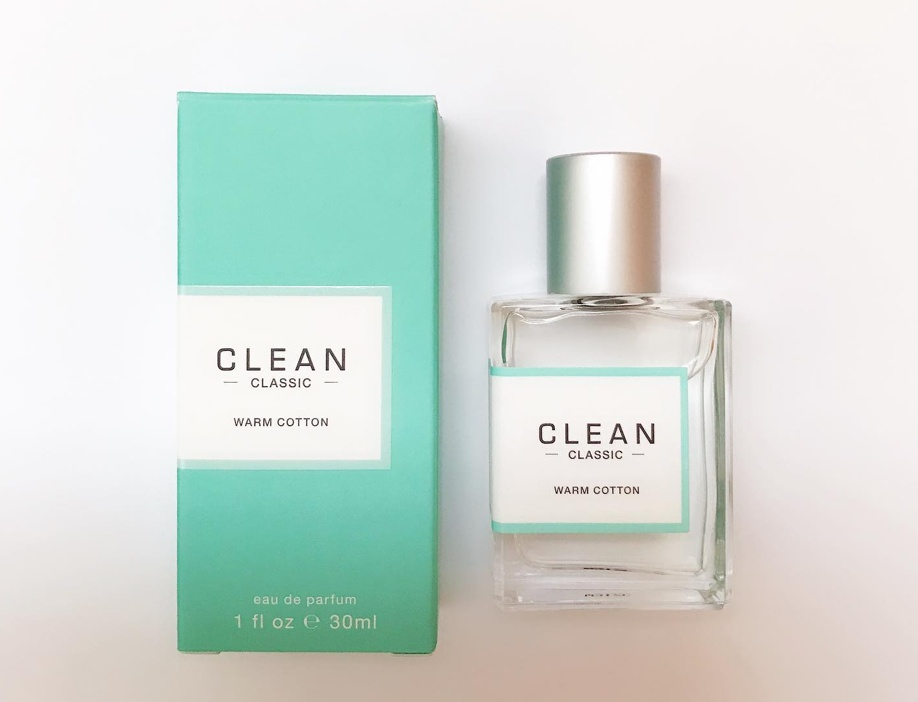 CLEAN
— CLASSIC —
WARM COTTON
eau de parfum
1 fl oz ℮ 30ml
CLEAN
— CLASSIC —
WARM COTTON